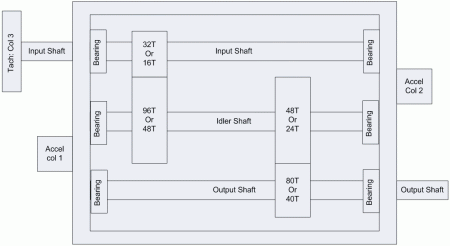 Tach: Col 3
Input Shaft
Bearing
32T
Or
16T
Input Shaft
Bearing
Accel
Col 2
Bearing
96T
Or
48T
Idler Shaft
48T
Or
24T
Bearing
Accel
col 1
Bearing
Output Shaft
80T
Or
40T
Bearing
Output Shaft